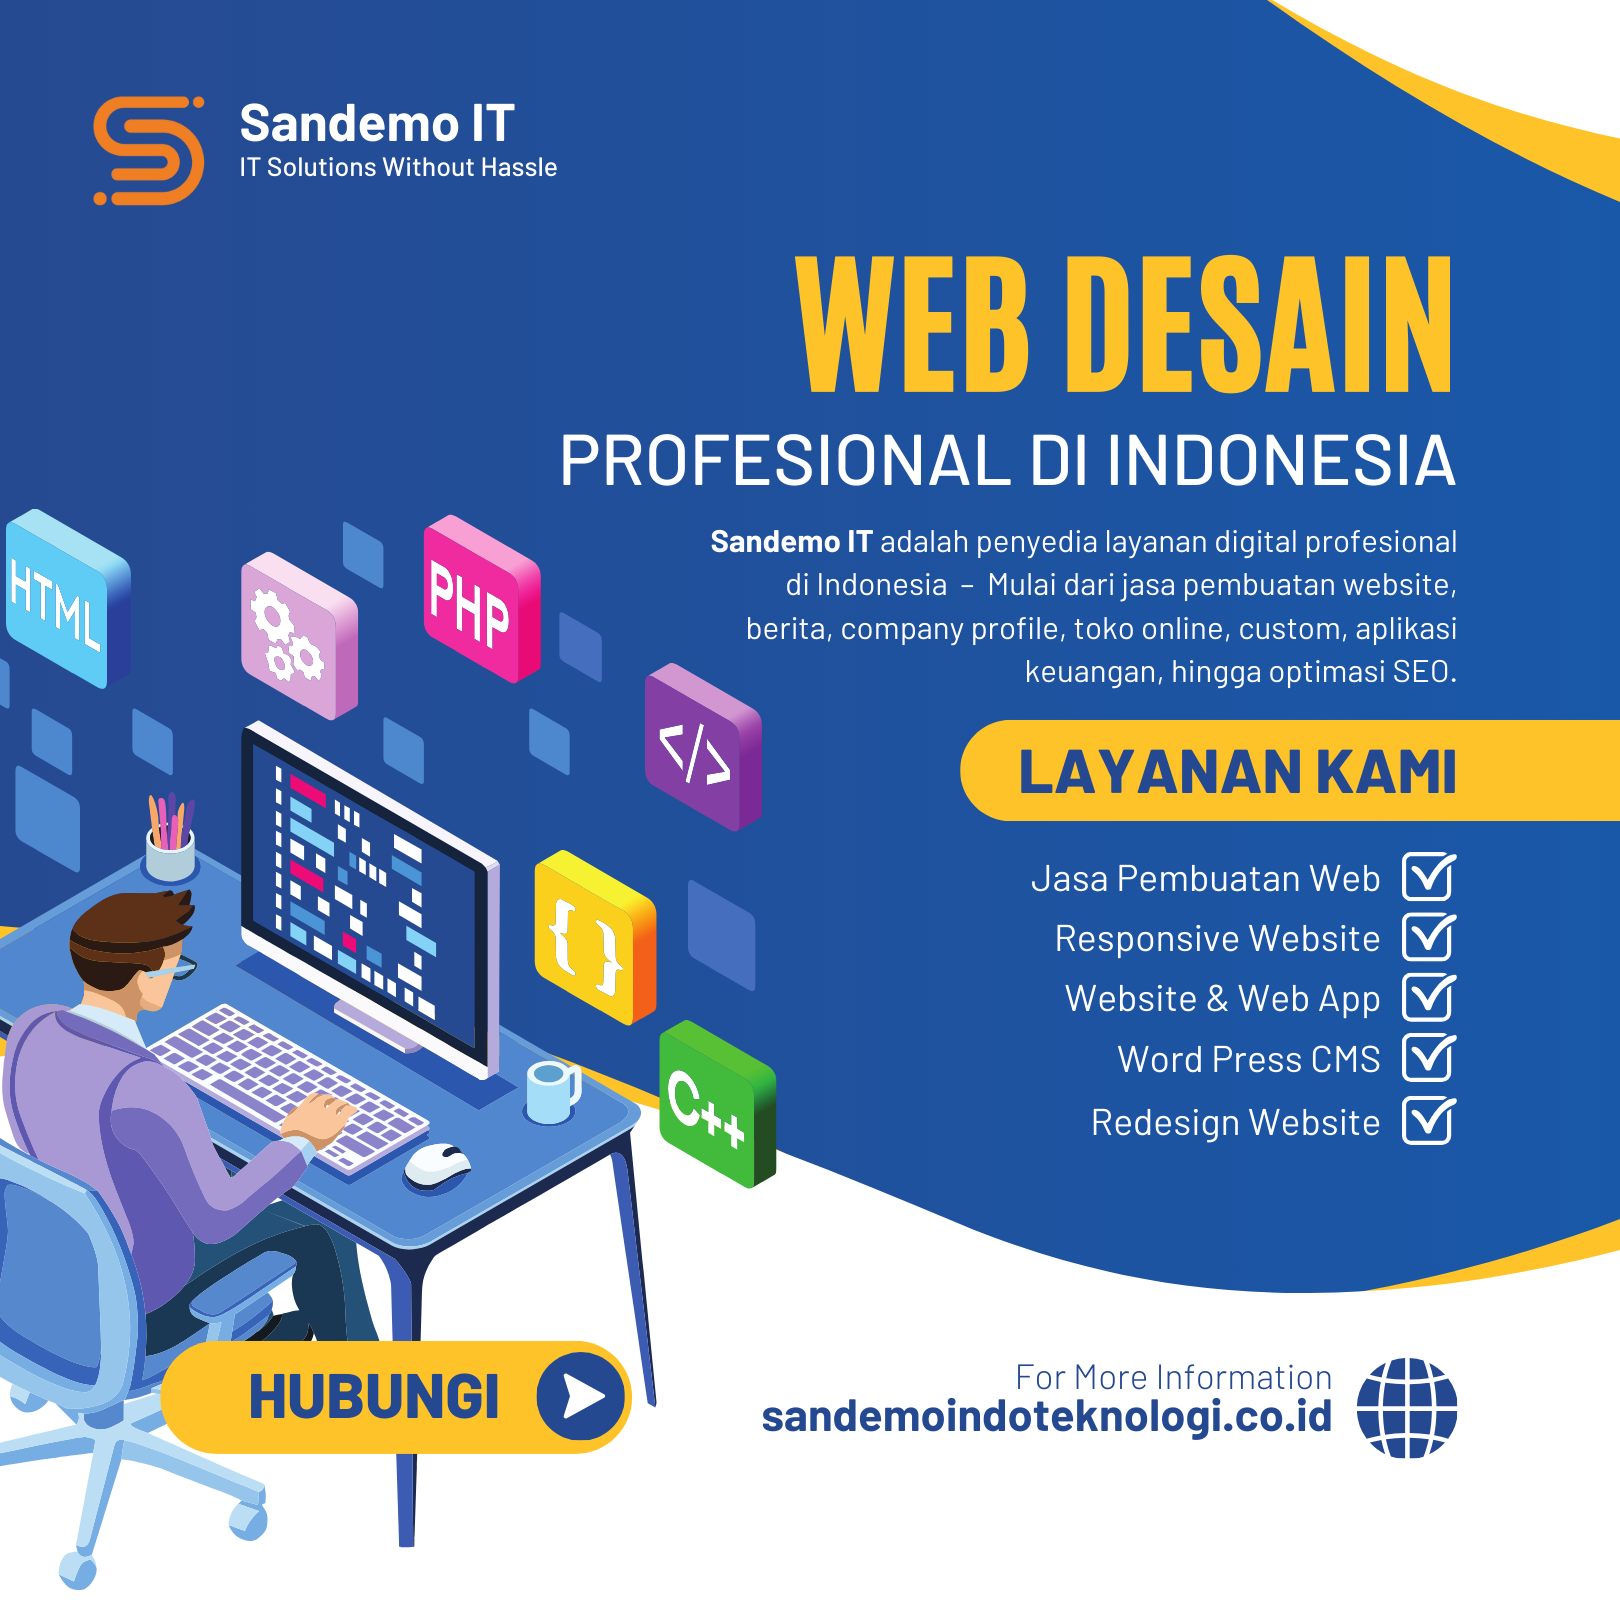 Sandemo IT
IT Solutions Without Hassle
WEB DESAIN
PROFESIONAL DI INDONESIA
Sandemo IT adalah penyedia layanan digital profesional
di Indonesia – Mulai dari jasa pembuatan website,
berita, company profile, toko online, custom, aplikasi
keuangan, hingga optimasi SEO.
HTML
PHP
</>
{ }
C++
LAYANAN KAMI
Jasa Pembuatan Web
Responsive Website
Website & Web App
Word Press CMS
Redesign Website
HUBUNGI
For More Information
sandemoindoteknologi.co.id